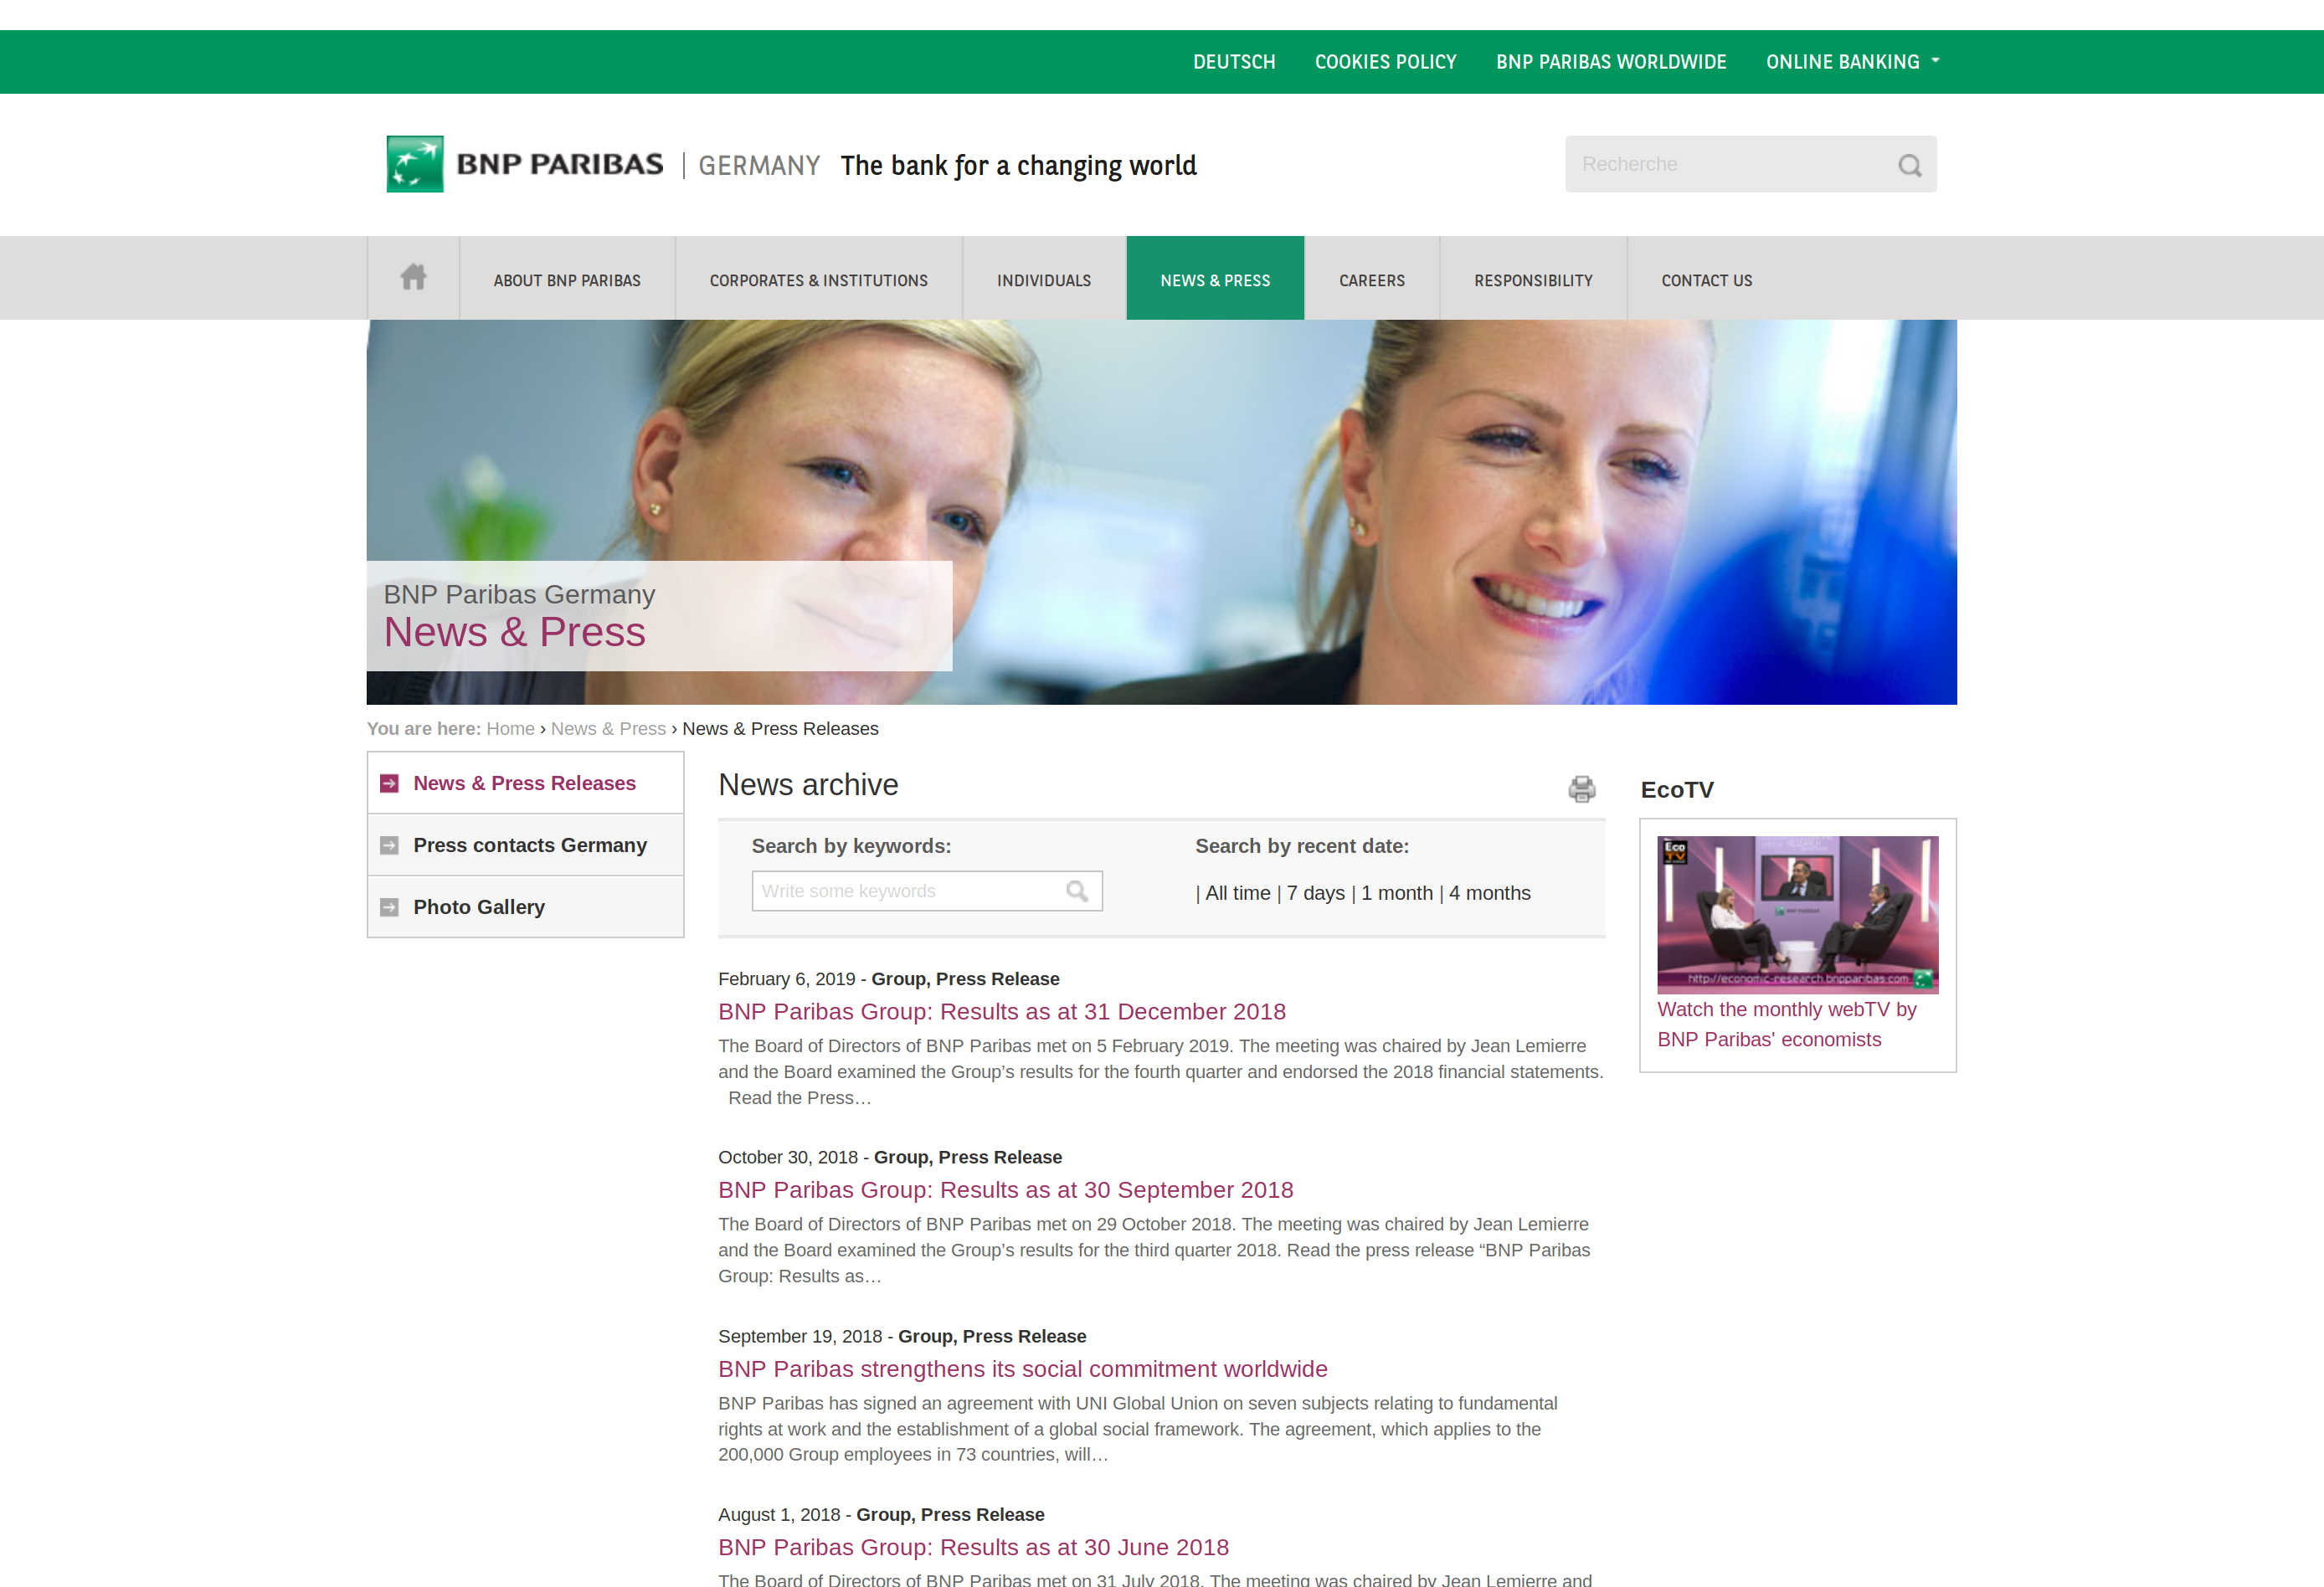 DEUTSCH COOKIES POLICY BNP PARIBAS WORLDWIDE ONLINE BANKING
BNP PARIBAS GERMANY The bank for a changing world
Recherche
ABOUT BNP PARIBAS CORPORATES & INSTITUTIONS INDIVIDUALS NEWS & PRESS CAREERS RESPONSIBILITY CONTACT US
BNP Paribas Germany
News & Press
You are here: Home › News & Press › News & Press Releases
News & Press Releases
Press contacts Germany
Photo Gallery
News archive
Search by keywords:
Write some keywords
Search by recent date:
| All time | 7 days | 1 month | 4 months
February 6, 2019 - Group, Press Release
BNP Paribas Group: Results as at 31 December 2018
The Board of Directors of BNP Paribas met on 5 February 2019. The meeting was chaired by Jean Lemierre
and the Board examined the Group’s results for the fourth quarter and endorsed the 2018 financial statements.
Read the Press…
October 30, 2018 - Group, Press Release
BNP Paribas Group: Results as at 30 September 2018
The Board of Directors of BNP Paribas met on 29 October 2018. The meeting was chaired by Jean Lemierre
and the Board examined the Group’s results for the third quarter 2018. Read the press release “BNP Paribas
Group: Results as…
September 19, 2018 - Group, Press Release
BNP Paribas strengthens its social commitment worldwide
BNP Paribas has signed an agreement with UNI Global Union on seven subjects relating to fundamental
rights at work and the establishment of a global social framework. The agreement, which applies to the
200,000 Group employees in 73 countries, will…
August 1, 2018 - Group, Press Release
BNP Paribas Group: Results as at 30 June 2018
The Board of Directors of BNP Paribas met on 31 July 2018. The meeting was chaired by Jean Lemierre and
EcoTV
Eco
TV
BNP PARIBAS
http://economic-research.bnpparibas.com
Watch the monthly webTV by
BNP Paribas' economists